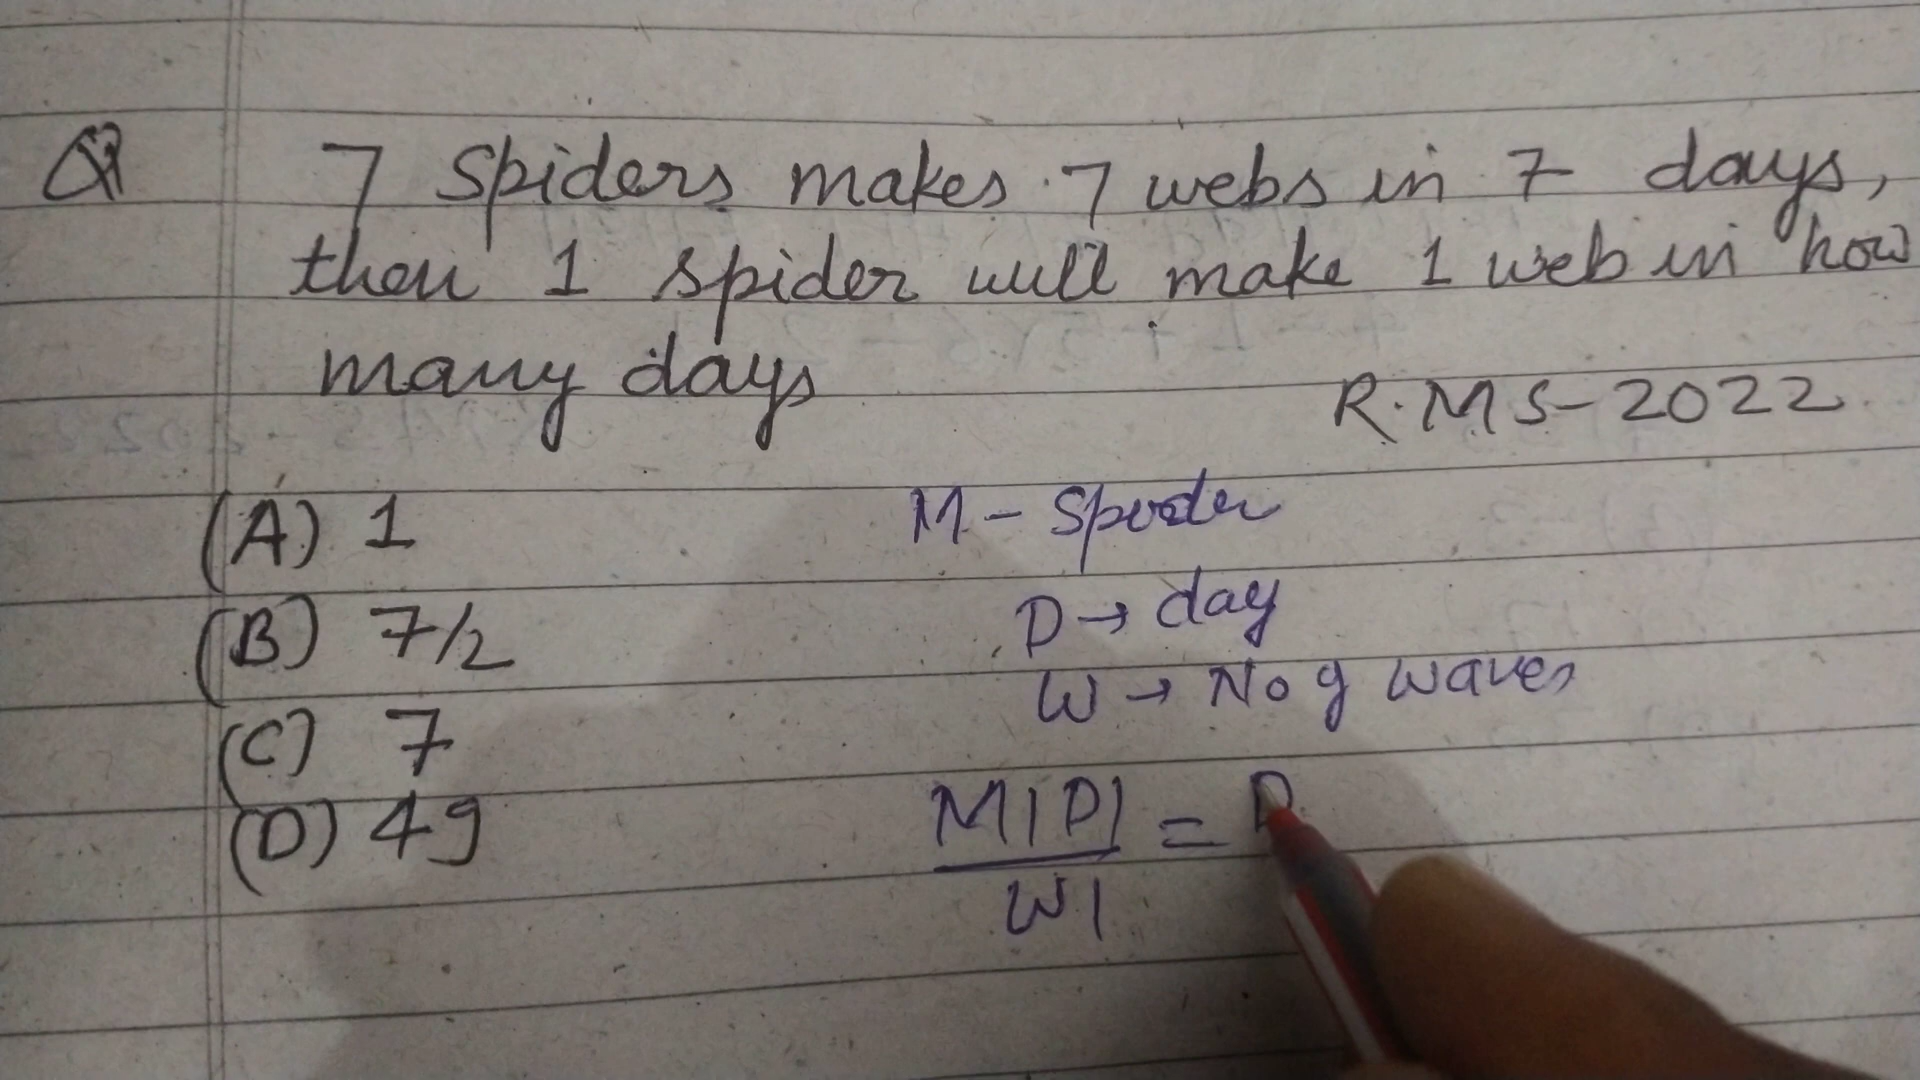 Q 7 Spiders makes 7 webs in 7 days,
then 1 spider will make 1 web in how
many days
R.MS-2022
(A) 1
(B) 7/2
(C) 7
(D) 49
M - Spider
D → day
W → No of waves
M1D1 = D
W1